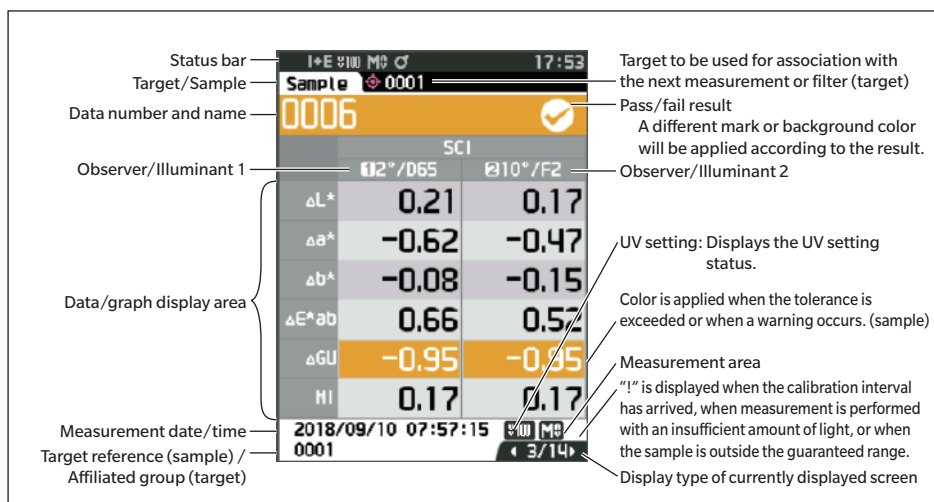 Status bar
I+E M 17:53
Target to be used for association with
the next measurement or filter (target)
Target/Sample
Sample 0001
Data number and name
0006
Pass/fail result
A different mark or background color
will be applied according to the result.
SCI
Observer/Illuminant 1
1 2°/D65 2 10°/F2
Observer/Illuminant 2
ΔL* 0.21 0.17
Δa* -0.62 -0.47
UV setting: Displays the UV setting
status.
Δb* -0.08 -0.15
Data/graph display area
Color is applied when the tolerance is
exceeded or when a warning occurs. (sample)
ΔE*ab 0.66 0.52
ΔGU -0.95 -0.95
Measurement area
MI 0.17 0.17
"!" is displayed when the calibration interval
has arrived, when measurement is performed
with an insufficient amount of light, or when
the sample is outside the guaranteed range.
Measurement date/time
2018/09/10 07:57:15 M
Target reference (sample) /
Affiliated group (target)
0001
3/14
Display type of currently displayed screen